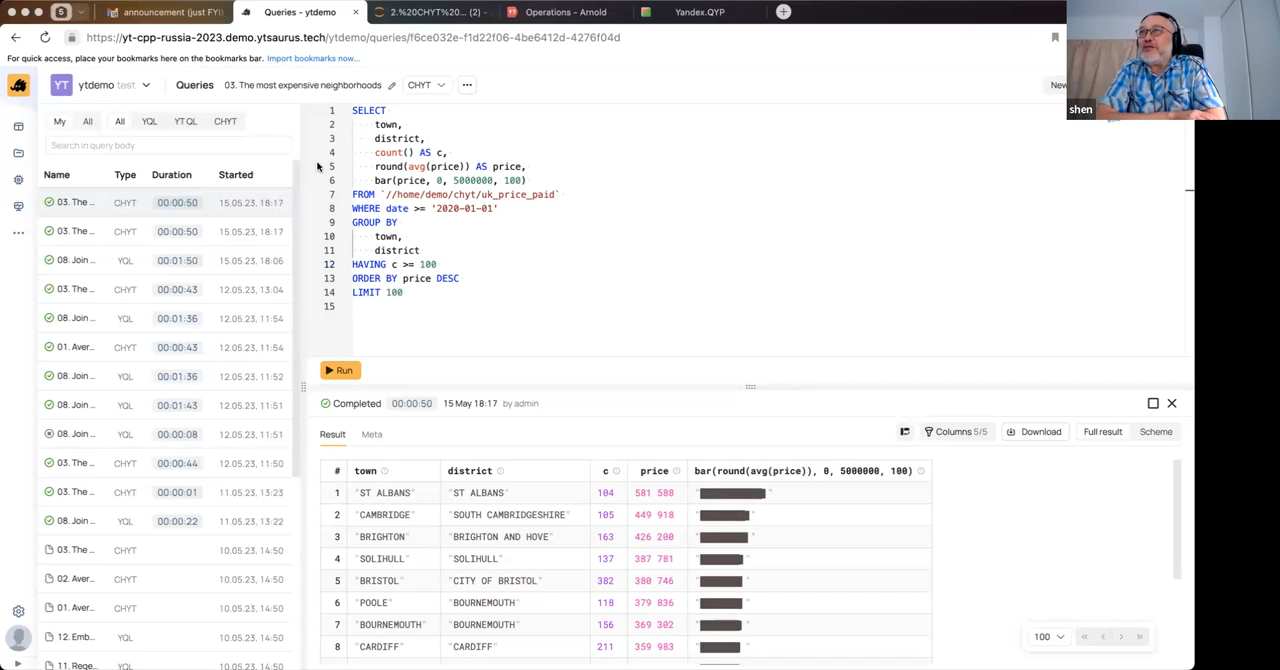 5 announcement (just FYI) Queries - ytdemo × 2.%20CHYT%20... (2) - Operations - Arnold Yandex.QYP
https://yt-cpp-russia-2023.demo.ytsaurus.tech/ytdemo/queries/f6ce032e-f1d22f06-4be6412d-4276f04d
For quick access, place your bookmarks here on the bookmarks bar. Import bookmarks now...
YT ytdemo test Queries 03. The most expensive neighborhoods CHYT ••• New
shen
My All All YQL YT QL CHYT
Search in query body
Name Type Duration Started
03. The ... CHYT 00:00:50 15.05.23, 18:17
03. The ... CHYT 00:00:50 15.05.23, 18:17
08. Join ... YQL 00:01:50 15.05.23, 18:06
03. The ... CHYT 00:00:43 12.05.23, 13:04
08. Join ... YQL 00:01:36 12.05.23, 11:54
01. Aver... CHYT 00:00:43 12.05.23, 11:54
08. Join ... YQL 00:01:36 12.05.23, 11:52
08. Join ... YQL 00:01:43 12.05.23, 11:51
08. Join ... YQL 00:00:08 12.05.23, 11:51
03. The ... CHYT 00:00:44 12.05.23, 11:50
03. The ... CHYT 00:00:01 11.05.23, 13:23
08. Join ... YQL 00:00:22 11.05.23, 13:22
03. The ... CHYT 10.05.23, 14:50
02. Aver... CHYT 10.05.23, 14:50
01. Aver... CHYT 10.05.23, 14:50
12. Emb... YQL 10.05.23, 14:50
11. Rege... YQL 10.05.23, 14:50
1 SELECT
2 town,
3 district,
4 count() AS c,
5 round(avg(price)) AS price,
6 bar(price, 0, 5000000, 100)
7 FROM `//home/demo/chyt/uk_price_paid`
8 WHERE date >= '2020-01-01'
9 GROUP BY
10 town,
11 district
12 HAVING c >= 100
13 ORDER BY price DESC
14 LIMIT 100
15
Run
Completed 00:00:50 15 May 18:17 by admin
Result Meta Columns 5/5 Download Full result Scheme
# town district c price bar(round(avg(price)), 0, 5000000, 100)
1 "ST ALBANS" "ST ALBANS" 104 581 588 "██████████▌"
2 "CAMBRIDGE" "SOUTH CAMBRIDGESHIRE" 105 449 918 "████████"
3 "BRIGHTON" "BRIGHTON AND HOVE" 163 426 200 "████████"
4 "SOLIHULL" "SOLIHULL" 137 387 781 "███████"
5 "BRISTOL" "CITY OF BRISTOL" 382 380 746 "███████"
6 "POOLE" "BOURNEMOUTH" 118 379 836 "███████"
7 "BOURNEMOUTH" "BOURNEMOUTH" 156 369 302 "███████"
8 "CARDIFF" "CARDIFF" 211 359 983 "███████"
100